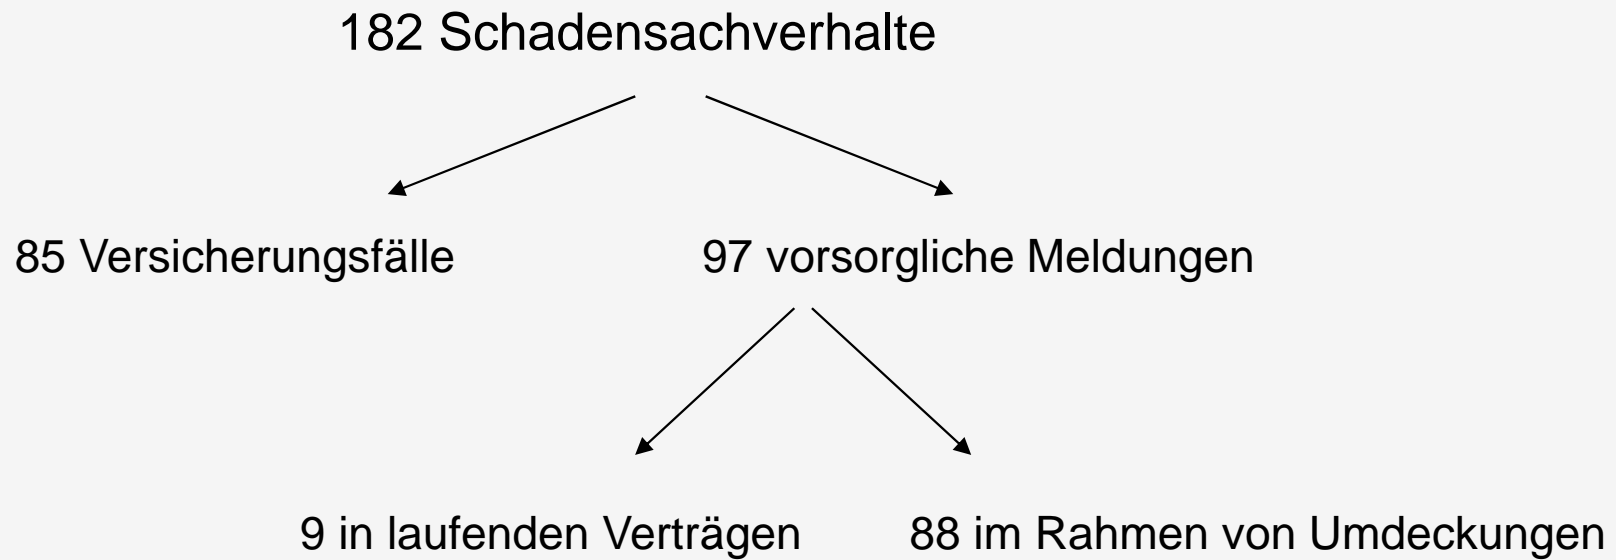 182 Schadensachverhalte
85 Versicherungsfälle
97 vorsorgliche Meldungen
9 in laufenden Verträgen
88 im Rahmen von Umdeckungen